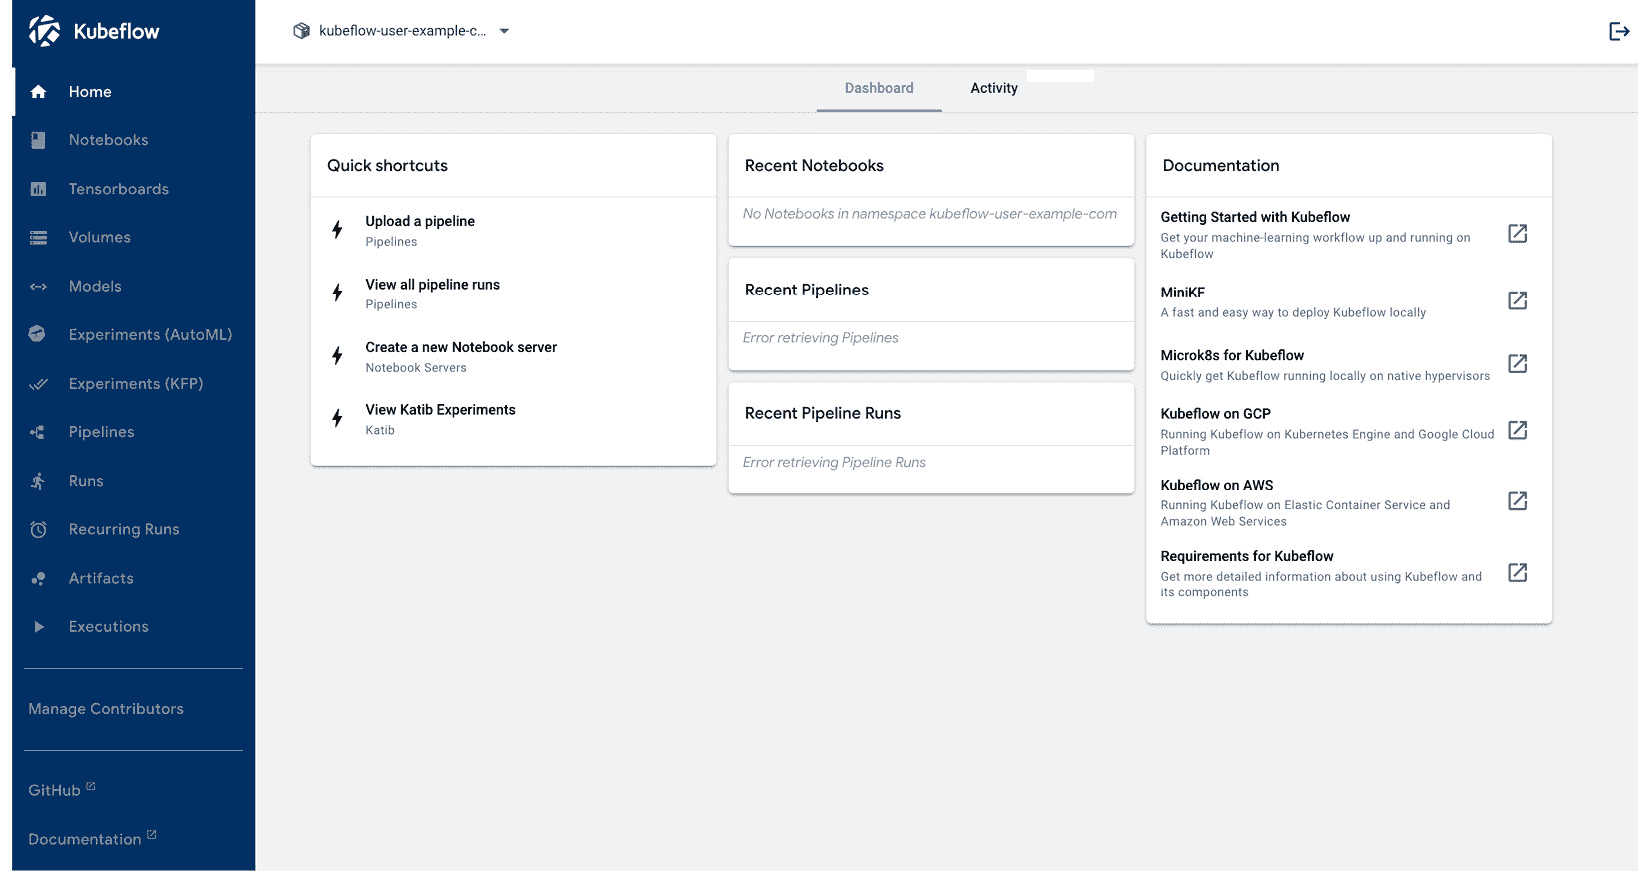 Kubeflow
kubeflow-user-example-c...
Home
Notebooks
Tensorboards
Volumes
Models
Experiments (AutoML)
Experiments (KFP)
Pipelines
Runs
Recurring Runs
Artifacts
Executions
Manage Contributors
GitHub
Documentation
Dashboard
Activity
Quick shortcuts
Upload a pipeline
Pipelines
View all pipeline runs
Pipelines
Create a new Notebook server
Notebook Servers
View Katib Experiments
Katib
Recent Notebooks
No Notebooks in namespace kubeflow-user-example-com
Recent Pipelines
Error retrieving Pipelines
Recent Pipeline Runs
Error retrieving Pipeline Runs
Documentation
Getting Started with Kubeflow
Get your machine-learning workflow up and running on
Kubeflow
MiniKF
A fast and easy way to deploy Kubeflow locally
Microk8s for Kubeflow
Quickly get Kubeflow running locally on native hypervisors
Kubeflow on GCP
Running Kubeflow on Kubernetes Engine and Google Cloud
Platform
Kubeflow on AWS
Running Kubeflow on Elastic Container Service and
Amazon Web Services
Requirements for Kubeflow
Get more detailed information about using Kubeflow and
its components